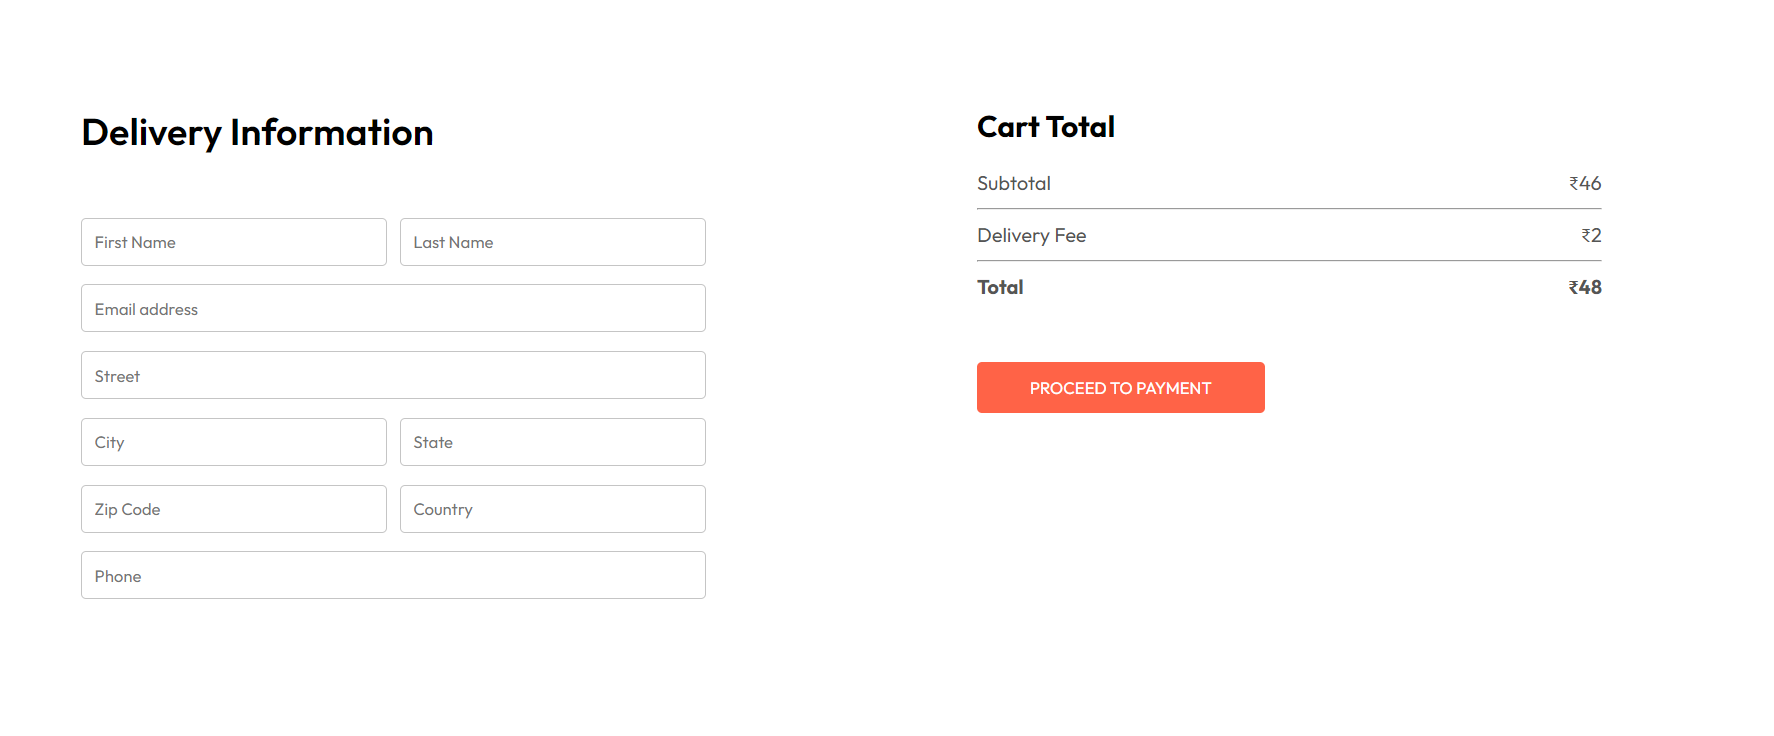 Delivery Information
First Name
Last Name
Email address
Street
City
State
Zip Code
Country
Phone
Cart Total
Subtotal ₹46
Delivery Fee ₹2
Total ₹48
PROCEED TO PAYMENT